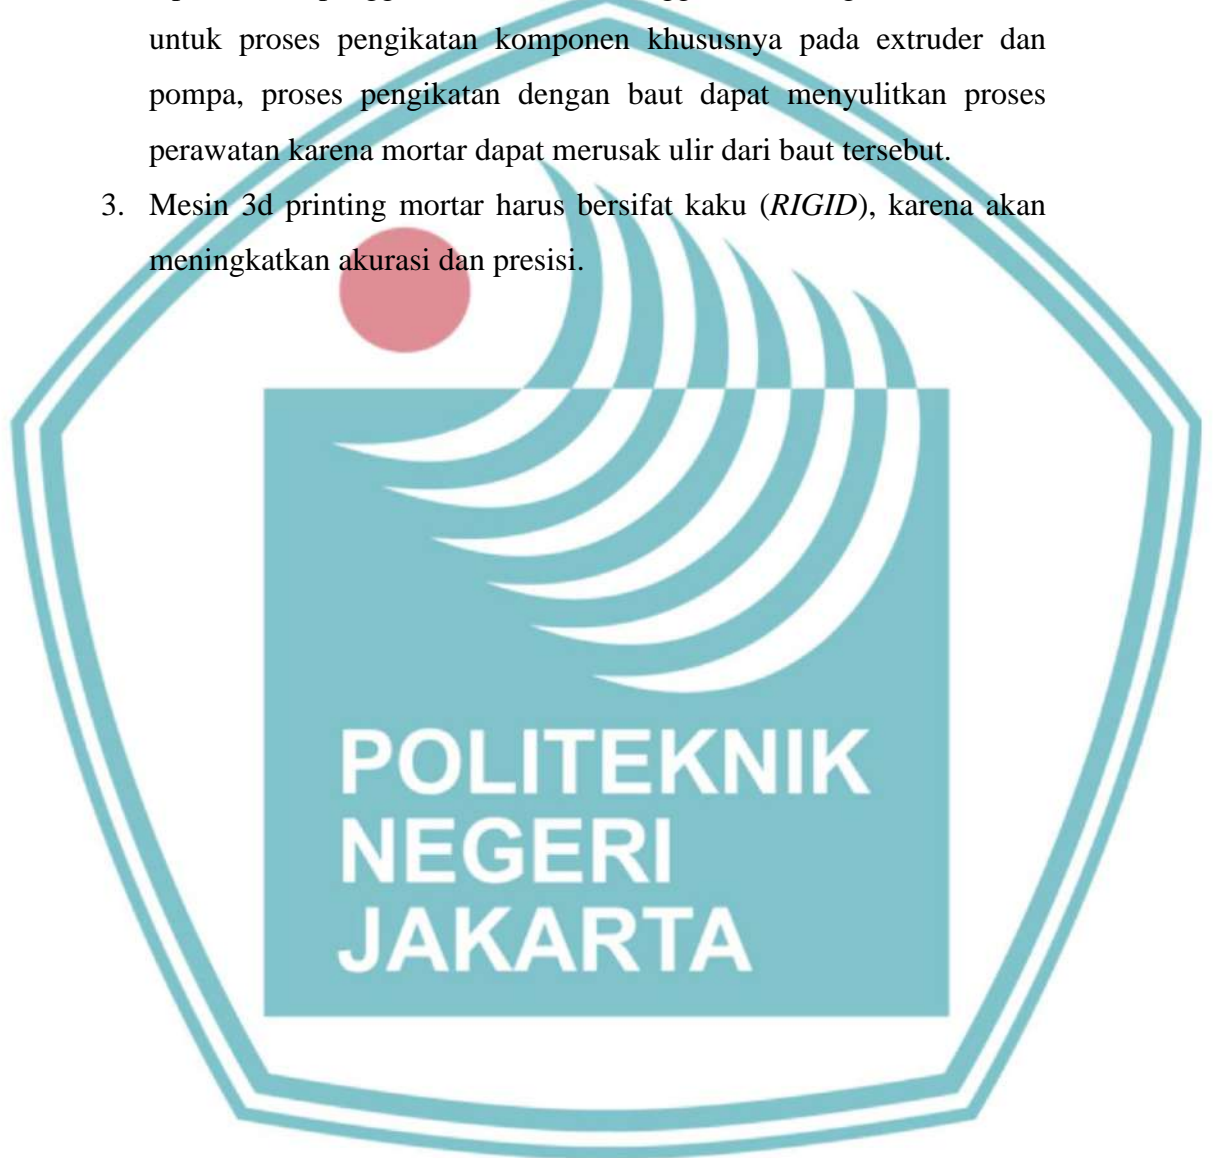 untuk proses pengikatan komponen khususnya pada extruder dan
pompa, proses pengikatan dengan baut dapat menyulitkan proses
perawatan karena mortar dapat merusak ulir dari baut tersebut.
3. Mesin 3d printing mortar harus bersifat kaku (RIGID), karena akan
meningkatkan akurasi dan presisi.
POLITEKNIK
NEGERI
JAKARTA